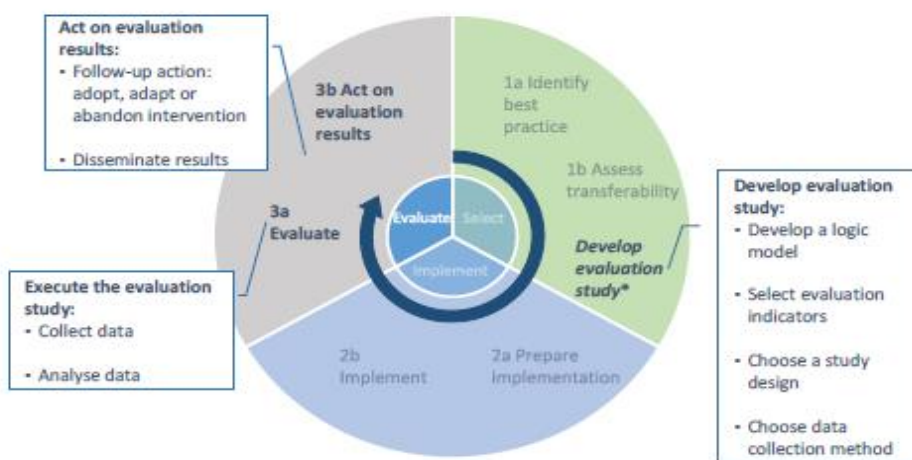 Act on evaluation
results:
• Follow-up action:
adopt, adapt or
abandon intervention
• Disseminate results
3b Act on
evaluation
results
1a Identify
best
practice
1b Assess
transferability
Develop
evaluation
study*
Evaluate
Select
Implement
3a
Evaluate
2b
Implement
2a Prepare
implementation
Execute the evaluation
study:
• Collect data
• Analyse data
Develop evaluation
study:
• Develop a logic
model
• Select evaluation
indicators
• Choose a study
design
• Choose data
collection method